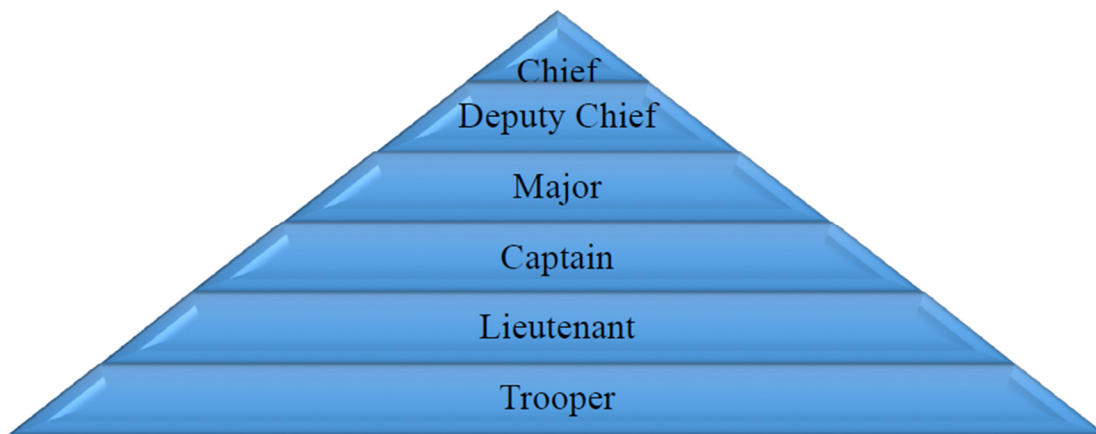 Chief
Deputy Chief
Major
Captain
Lieutenant
Trooper